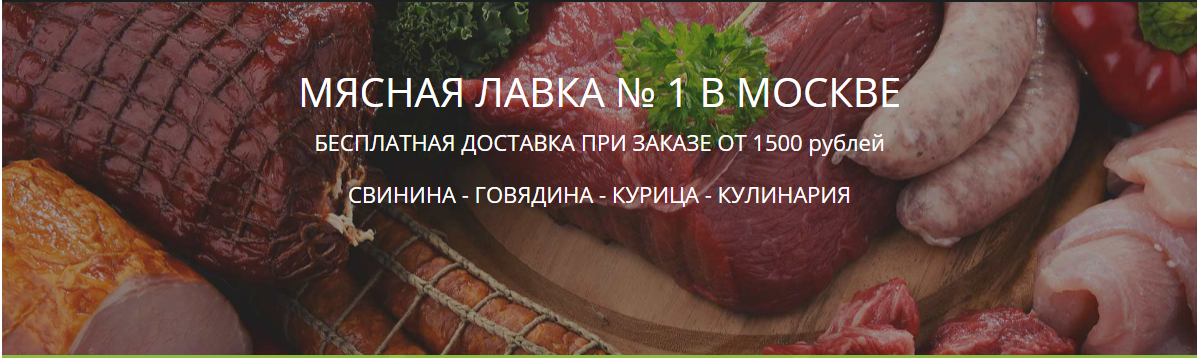 МЯСНАЯ ЛАВКА № 1 В МОСКВЕ
БЕСПЛАТНАЯ ДОСТАВКА ПРИ ЗАКАЗЕ ОТ 1500 рублей
СВИНИНА - ГОВЯДИНА - КУРИЦА - КУЛИНАРИЯ